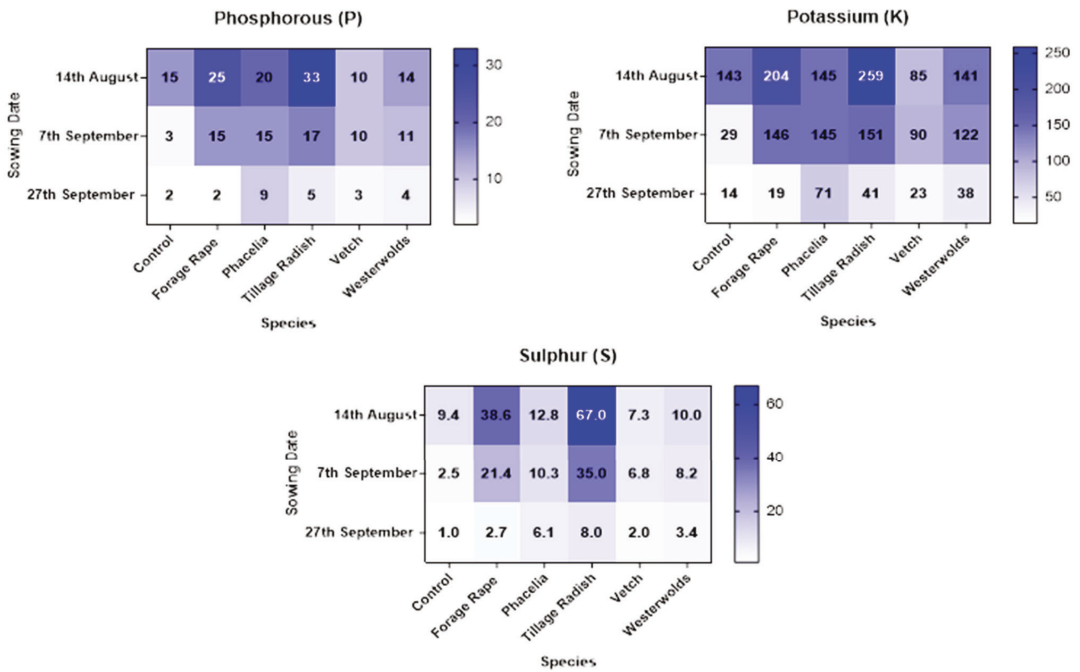 Phosphorous (P)
Sowing Date
14th August 15 25 20 33 10 14
7th September 3 15 15 17 10 11
27th September 2 2 9 5 3 4
30
20
10
Control Forage Rape Phacelia Tillage Radish Vetch Westerwolds
Species
Potassium (K)
Sowing Date
14th August 143 204 145 259 85 141
7th September 29 146 145 151 90 122
27th September 14 19 71 41 23 38
250
200
150
100
50
Control Forage Rape Phacelia Tillage Radish Vetch Westerwolds
Species
Sulphur (S)
Sowing Date
14th August 9.4 38.6 12.8 67.0 7.3 10.0
7th September 2.5 21.4 10.3 35.0 6.8 8.2
27th September 1.0 2.7 6.1 8.0 2.0 3.4
60
40
20
Control Forage Rape Phacelia Tillage Radish Vetch Westerwolds
Species